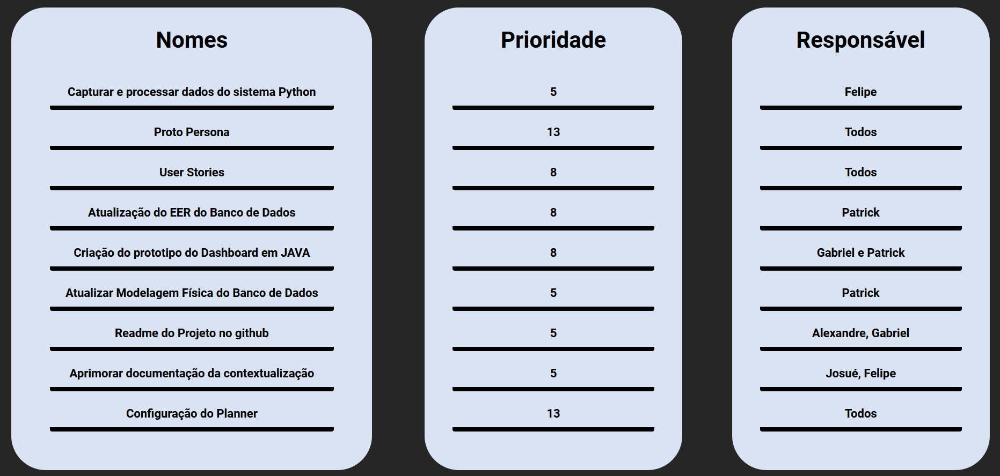 Nomes
Prioridade
Responsável
Capturar e processar dados do sistema Python
5
Felipe
Proto Persona
13
Todos
User Stories
8
Todos
Atualização do EER do Banco de Dados
8
Patrick
Criação do prototipo do Dashboard em JAVA
8
Gabriel e Patrick
Atualizar Modelagem Física do Banco de Dados
5
Patrick
Readme do Projeto no github
5
Alexandre, Gabriel
Aprimorar documentação da contextualização
5
Josué, Felipe
Configuração do Planner
13
Todos